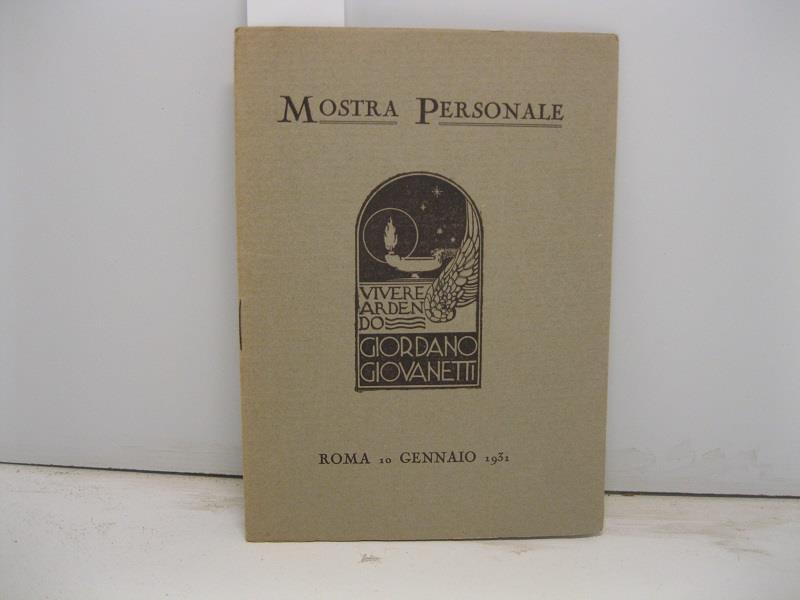 MOSTRA PERSONALE
VIVERE
ARDEN
DO
GIORDANO
GIOVANETTI
ROMA 10 GENNAIO 1931